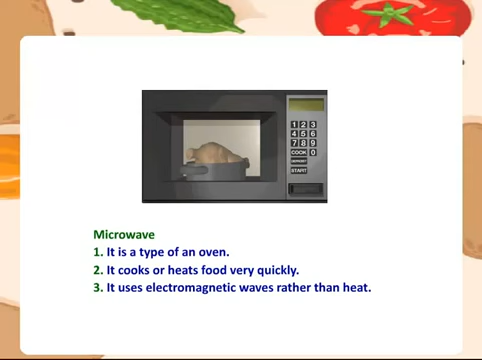 1 2 3
4 5 6
7 8 9
COOK 0
START
Microwave
1. It is a type of an oven.
2. It cooks or heats food very quickly.
3. It uses electromagnetic waves rather than heat.